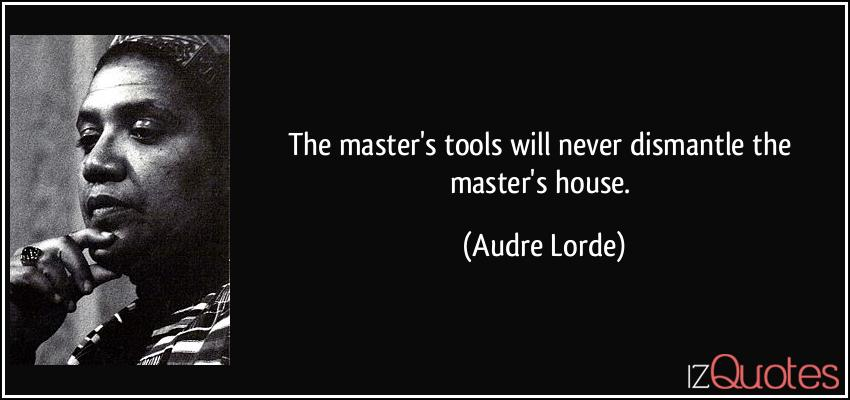 The master's tools will never dismantle the
master's house.
(Audre Lorde)
IZQuotes